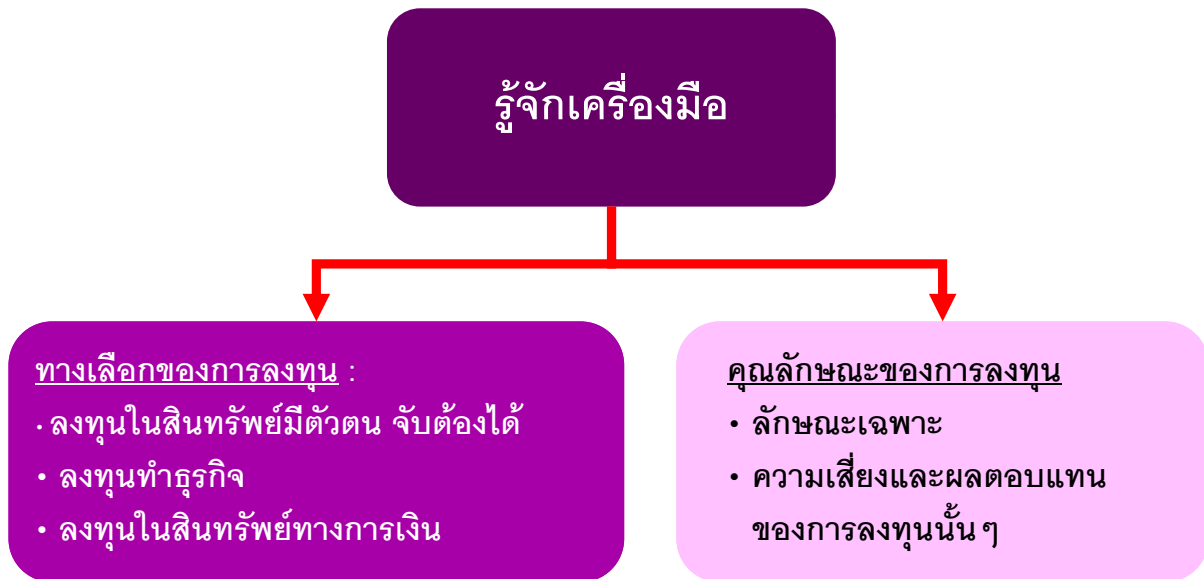 รู้จักเครื่องมือ
ทางเลือกของการลงทุน :
• ลงทุนในสินทรัพย์มีตัวตน จับต้องได้
• ลงทุนทำธุรกิจ
• ลงทุนในสินทรัพย์ทางการเงิน
คุณลักษณะของการลงทุน
• ลักษณะเฉพาะ
• ความเสี่ยงและผลตอบแทน
ของการลงทุนนั้น ๆ